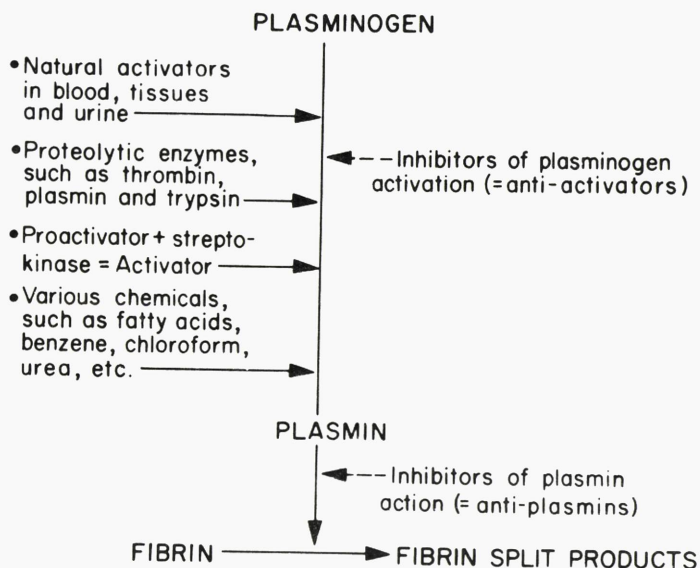 PLASMINOGEN
•Natural activators
in blood, tissues
and urine
•Proteolytic enzymes,
such as thrombin,
plasmin and trypsin
Inhibitors of plasminogen
activation (=anti-activators)
•Proactivator+ strepto-
kinase = Activator
•Various chemicals,
such as fatty acids,
benzene, chloroform,
urea, etc.
PLASMIN
Inhibitors of plasmin
action (= anti-plasmins)
FIBRIN
FIBRIN SPLIT PRODUCTS